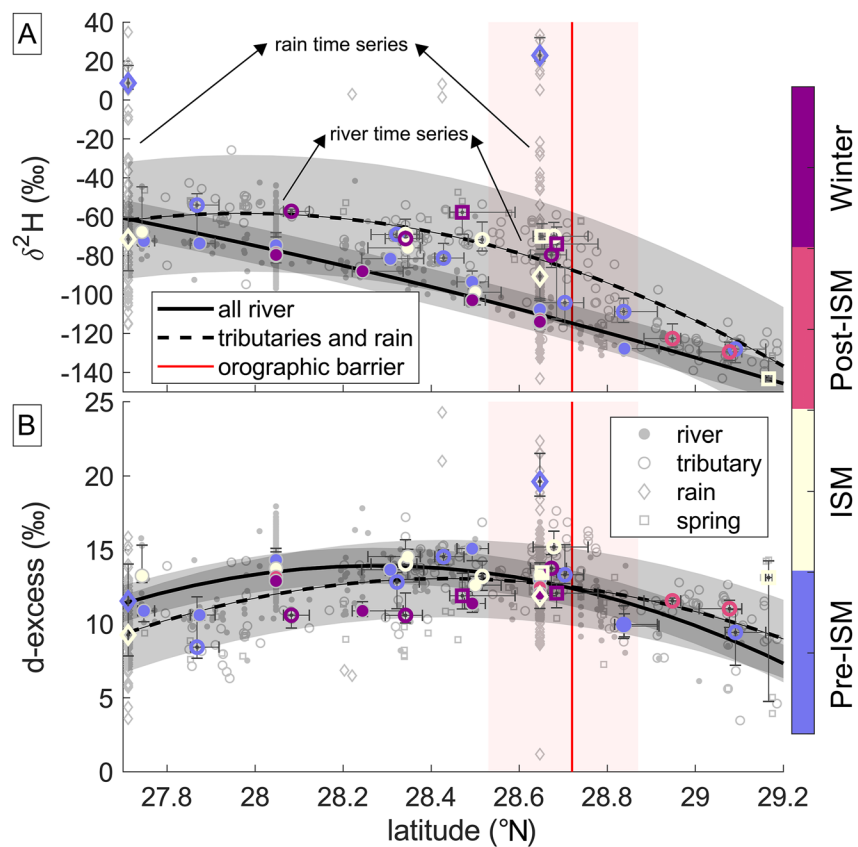 A
40
20
0
-20
-40
-60
-80
-100
-120
-140
δ²H (‰)
rain time series
river time series
all river
tributaries and rain
orographic barrier
B
25
20
15
10
5
0
d-excess (‰)
river
tributary
rain
spring
27.8 28 28.2 28.4 28.6 28.8 29 29.2
latitude (°N)
Winter
Post-ISM
ISM
Pre-ISM